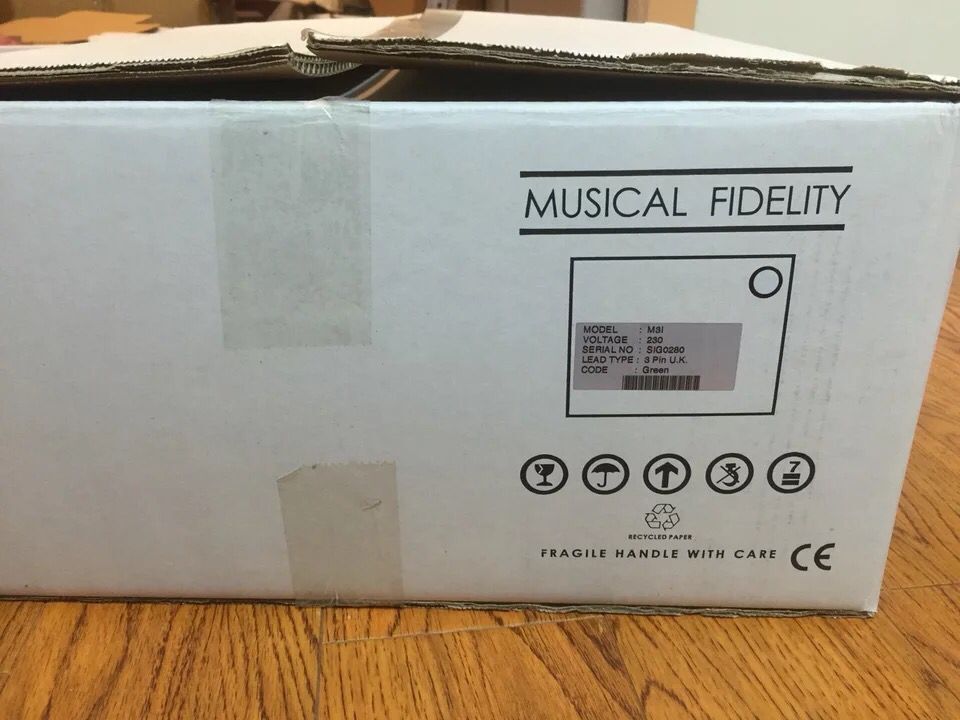 MUSICAL FIDELITY
MODEL : M3I
VOLTAGE : 230
SERIAL NO : SIG0280
LEAD TYPE : 3 Pin U.K.
CODE : Green
7
RECYCLED PAPER
FRAGILE HANDLE WITH CARE CE